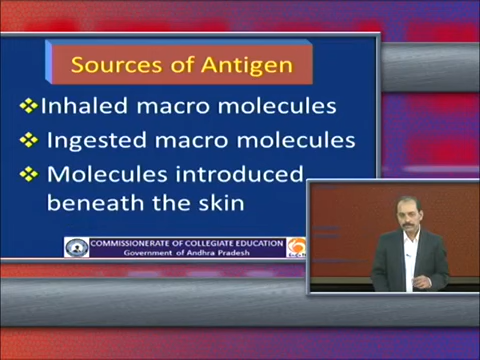 Sources of Antigen
Inhaled macro molecules
Ingested macro molecules
Molecules introduced
beneath the skin
COMMISSIONERATE OF COLLEGIATE EDUCATION
Government of Andhra Pradesh